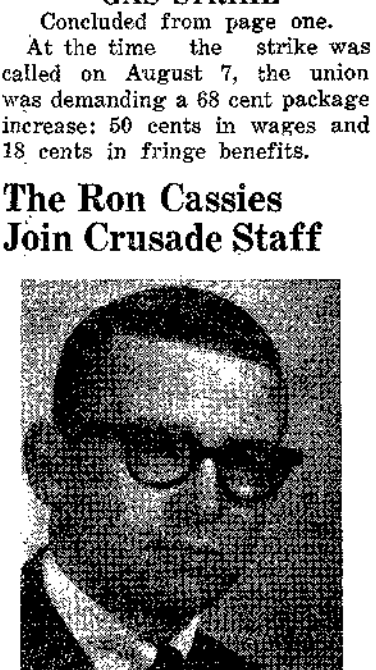 GAS STRIKE
Concluded from page one.
At the time the strike was
called on August 7, the union
was demanding a 68 cent package
increase: 50 cents in wages and
18 cents in fringe benefits.
The Ron Cassies
Join Crusade Staff